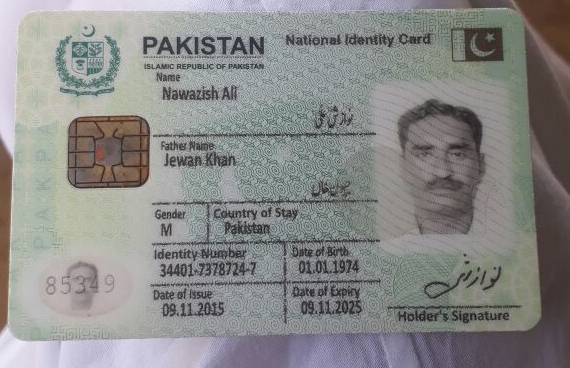 PAKISTAN National Identity Card
ISLAMIC REPUBLIC OF PAKISTAN
Name
Nawazish Ali
نوازش علی
Father Name
Jewan Khan
جیون خان
Gender Country of Stay
M Pakistan
Identity Number Date of Birth
34401-7378724-7 01.01.1974
Date of Issue Date of Expiry
09.11.2015 09.11.2025
85349
نوازش
Holder's Signature